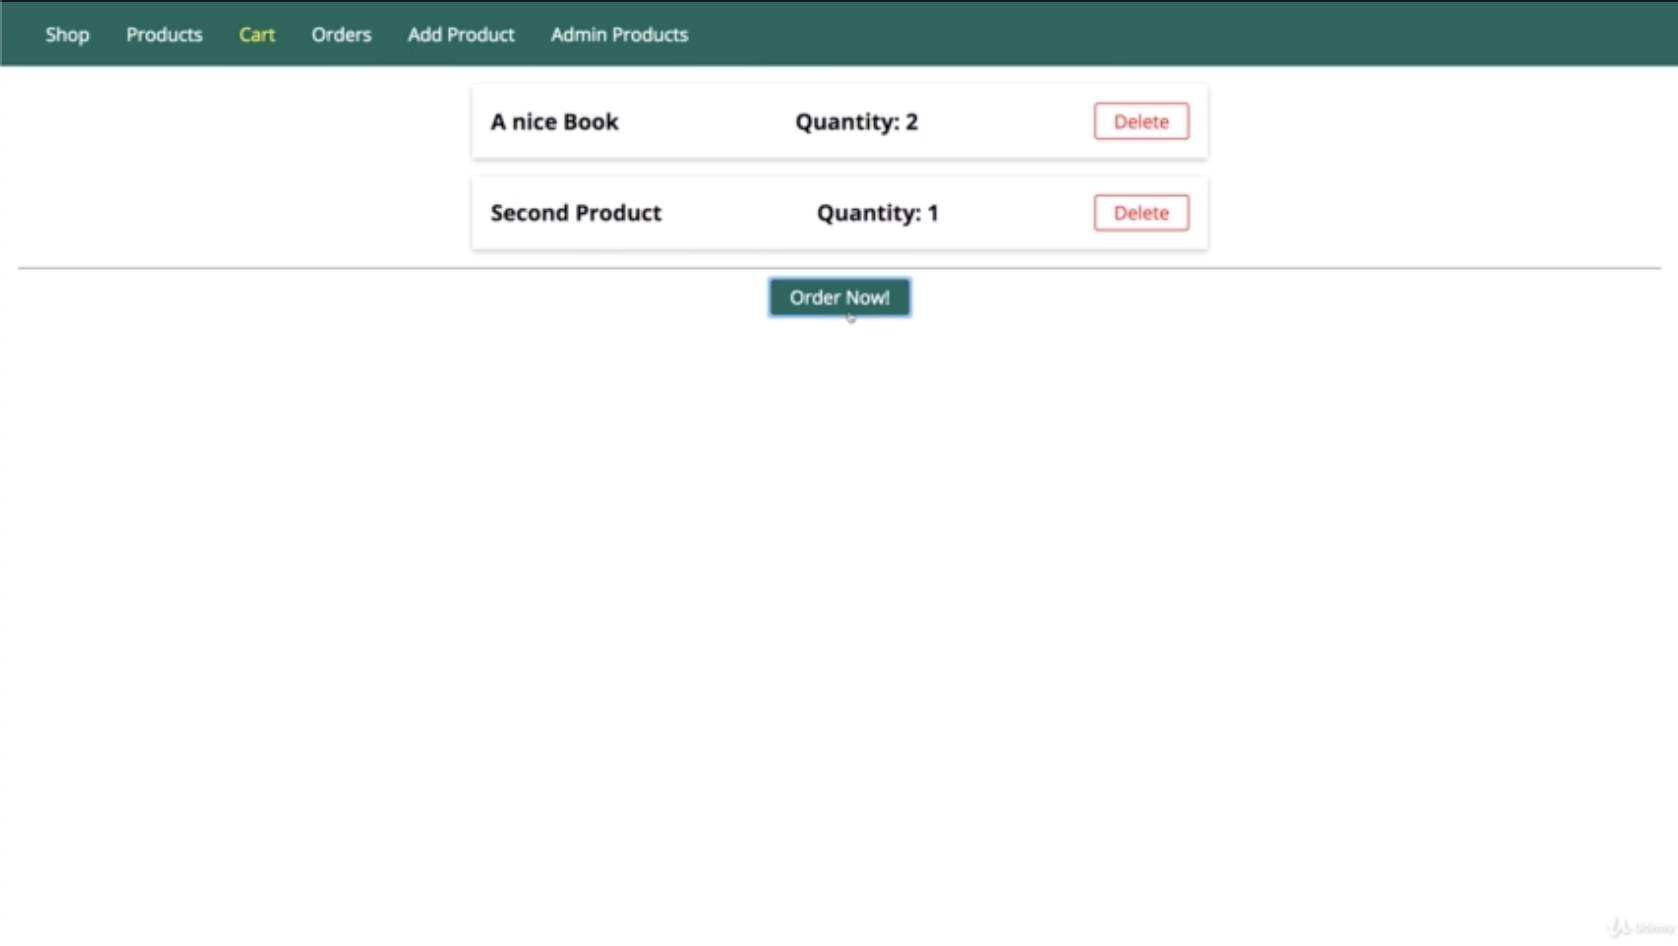 Shop Products Cart Orders Add Product Admin Products
A nice Book Quantity: 2 Delete
Second Product Quantity: 1 Delete
Order Now!
Udemy